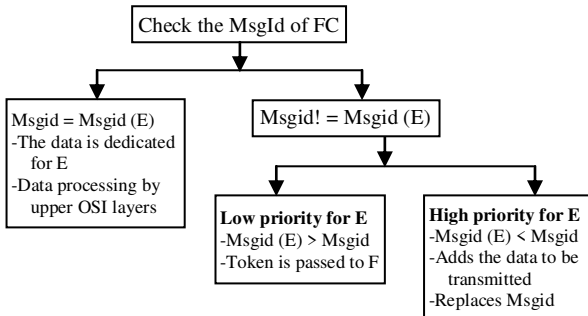 Check the MsgId of FC
Msgid = Msgid (E)
-The data is dedicated
for E
-Data processing by
upper OSI layers
Msgid! = Msgid (E)
Low priority for E
-Msgid (E) > Msgid
-Token is passed to F
High priority for E
-Msgid (E) < Msgid
-Adds the data to be
transmitted
-Replaces Msgid